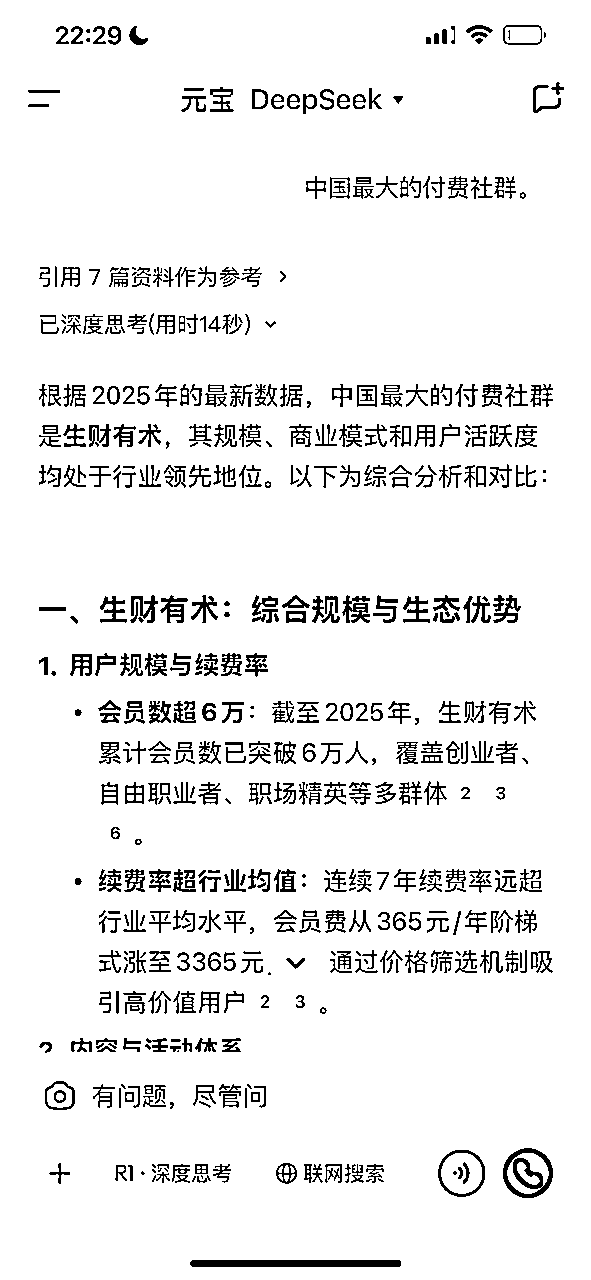 22:29
元宝 DeepSeek
中国最大的付费社群。
引用 7 篇资料作为参考
已深度思考(用时14秒)
根据2025年的最新数据，中国最大的付费社群
是生财有术，其规模、商业模式和用户活跃度
均处于行业领先地位。以下为综合分析和对比：
一、生财有术：综合规模与生态优势
1. 用户规模与续费率
• 会员数超6万：截至2025年，生财有术
累计会员数已突破6万人，覆盖创业者、
自由职业者、职场精英等多群体 2 3
6 。
• 续费率超行业均值：连续7年续费率远超
行业平均水平，会员费从365元/年阶梯
式涨至3365元 通过价格筛选机制吸
引高价值用户 2 3 。
2. 内容与活动体系
有问题，尽管问
R1 · 深度思考 联网搜索